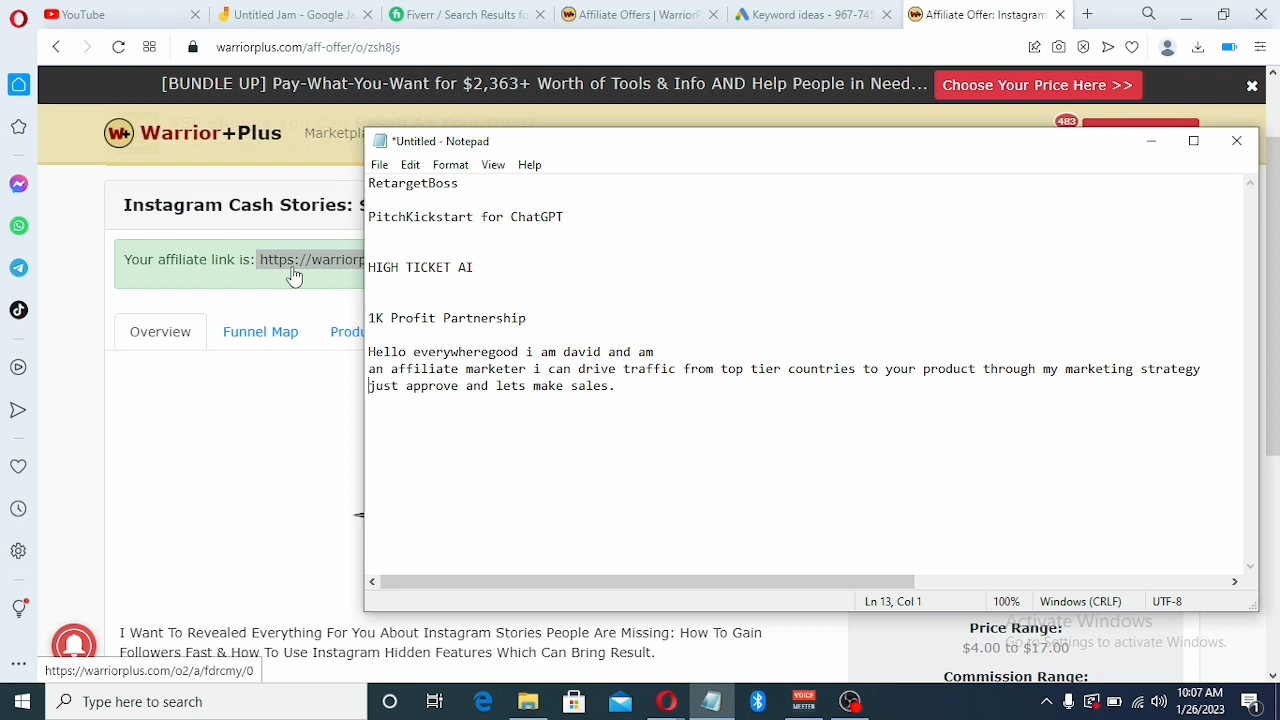 YouTube
Untitled Jam - Google Ja
Fiverr / Search Results fo
Affiliate Offers | WarriorP
Keyword ideas - 967-745
Affiliate Offer: Instagram
warriorplus.com/aff-offer/o/zsh8js
[BUNDLE UP] Pay-What-You-Want for $2,363+ Worth of Tools & Info AND Help People in Need...
Choose Your Price Here >>
W+ Warrior+Plus
Marketpla
483
*Untitled - Notepad
File Edit Format View Help
RetargetBoss
PitchKickstart for ChatGPT
HIGH TICKET AI
1K Profit Partnership
Hello everywheregood i am david and am
an affiliate marketer i can drive traffic from top tier countries to your product through my marketing strategy
just approve and lets make sales.
Ln 13, Col 1
100%
Windows (CRLF)
UTF-8
Instagram Cash Stories: $
Your affiliate link is: https://warriorp
Overview
Funnel Map
Produ
I Want To Revealed Everything For You About Instagram Stories People Are Missing: How To Gain
Followers Fast & How To Use Instagram Hidden Features Which Can Bring Result.
Price Range:
$4.00 to $17.00
Commission Range:
Activate Windows
Go to Settings to activate Windows.
https://warriorplus.com/o2/a/fdrcmy/0
Type here to search
VOICE
MEETER
10:07 AM
1/26/2023
1